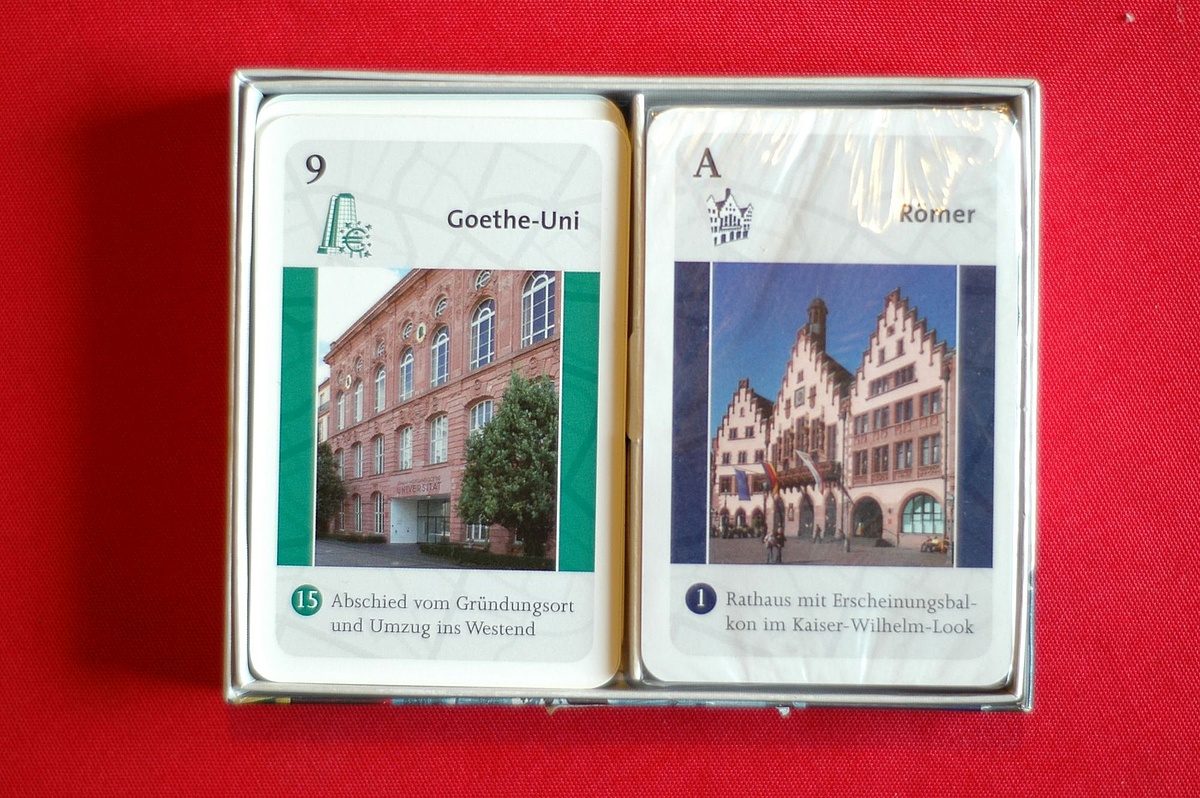 9
Goethe-Uni
UNIVERSITÄT
15 Abschied vom Gründungsort
und Umzug ins Westend
A
Römer
1 Rathaus mit Erscheinungsbal-
kon im Kaiser-Wilhelm-Look